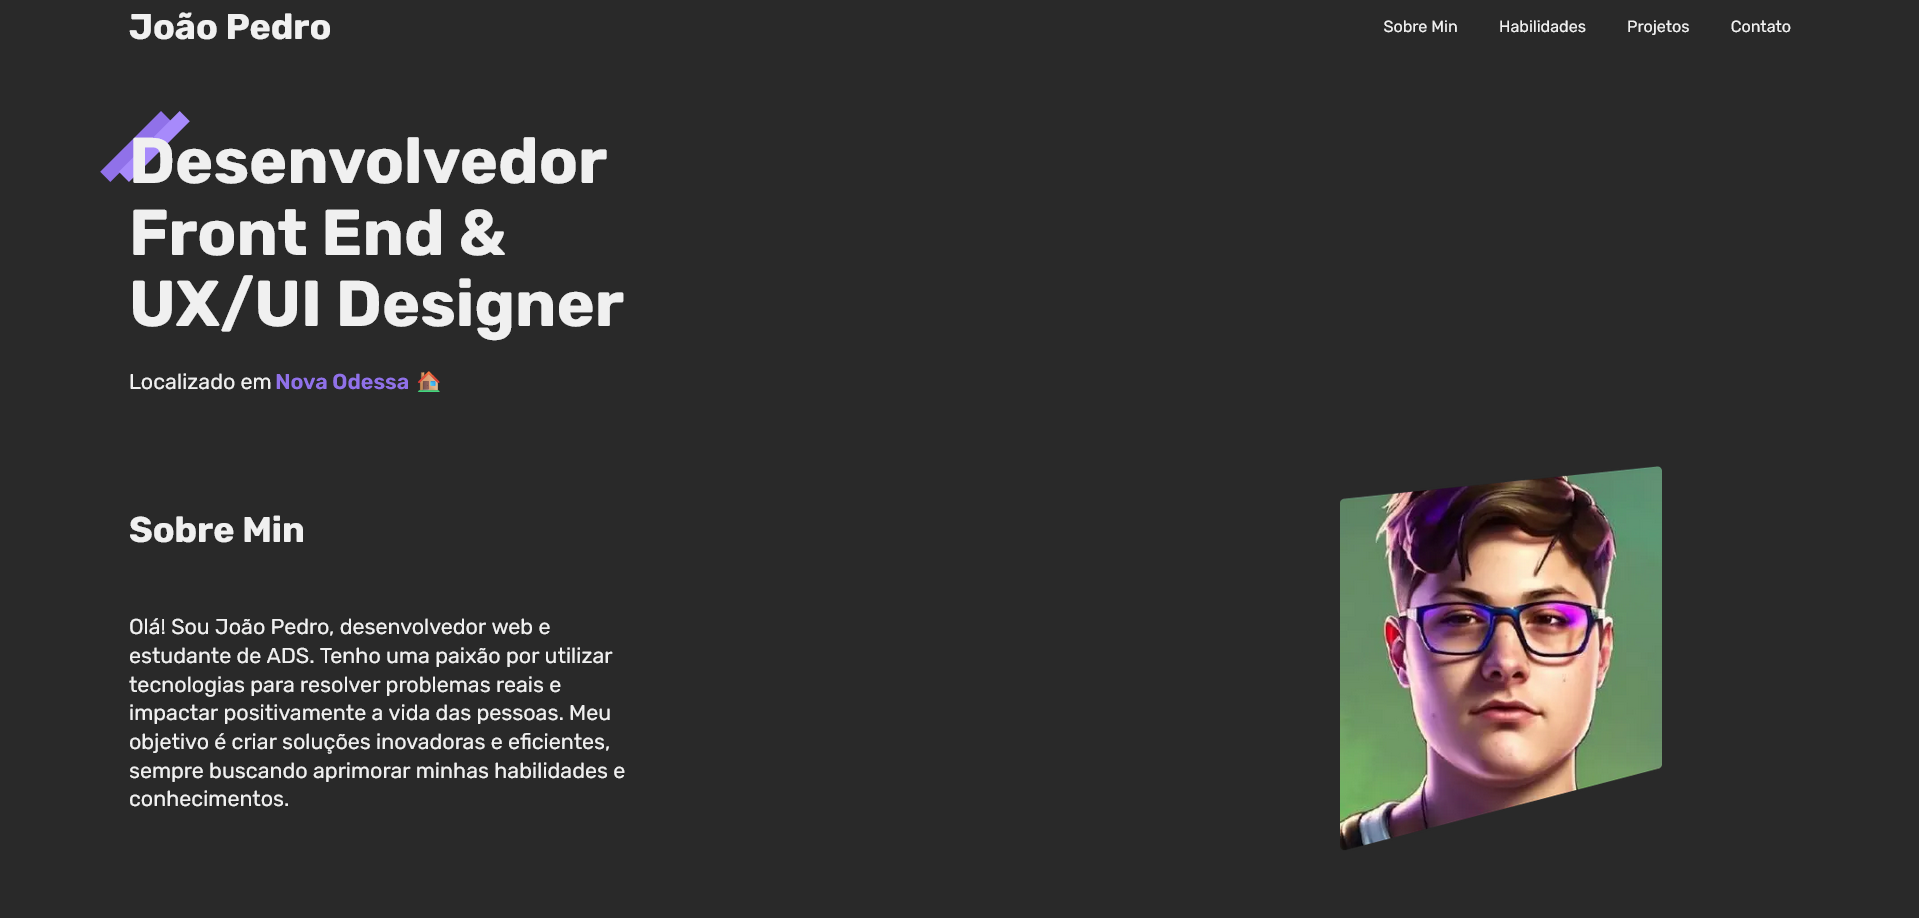 João Pedro
Sobre Min
Habilidades
Projetos
Contato
Desenvolvedor
Front End &
UX/UI Designer
Localizado em Nova Odessa 🏠
Sobre Min
Olá! Sou João Pedro, desenvolvedor web e
estudante de ADS. Tenho uma paixão por utilizar
tecnologias para resolver problemas reais e
impactar positivamente a vida das pessoas. Meu
objetivo é criar soluções inovadoras e eficientes,
sempre buscando aprimorar minhas habilidades e
conhecimentos.